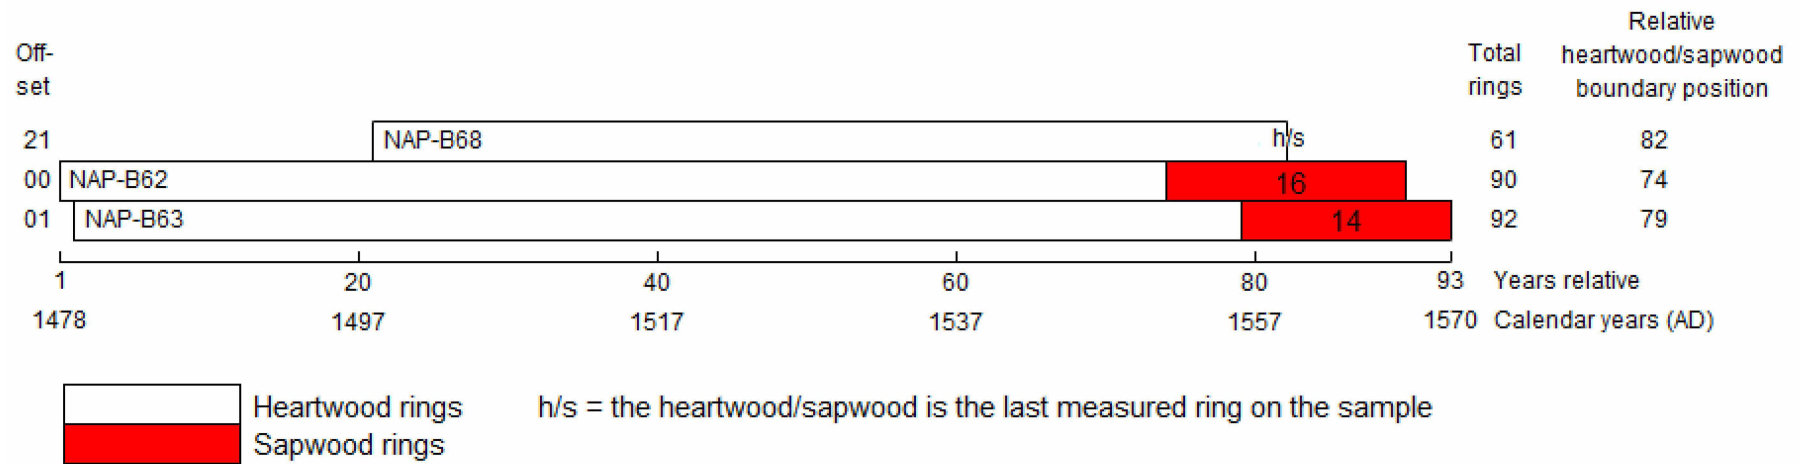 Off-
set
Total
rings
Relative
heartwood/sapwood
boundary position
21 NAP-B68 h/s 61 82
00 NAP-B62 16 90 74
01 NAP-B63 14 92 79
1 20 40 60 80 93 Years relative
1478 1497 1517 1537 1557 1570 Calendar years (AD)
Heartwood rings h/s = the heartwood/sapwood is the last measured ring on the sample
Sapwood rings